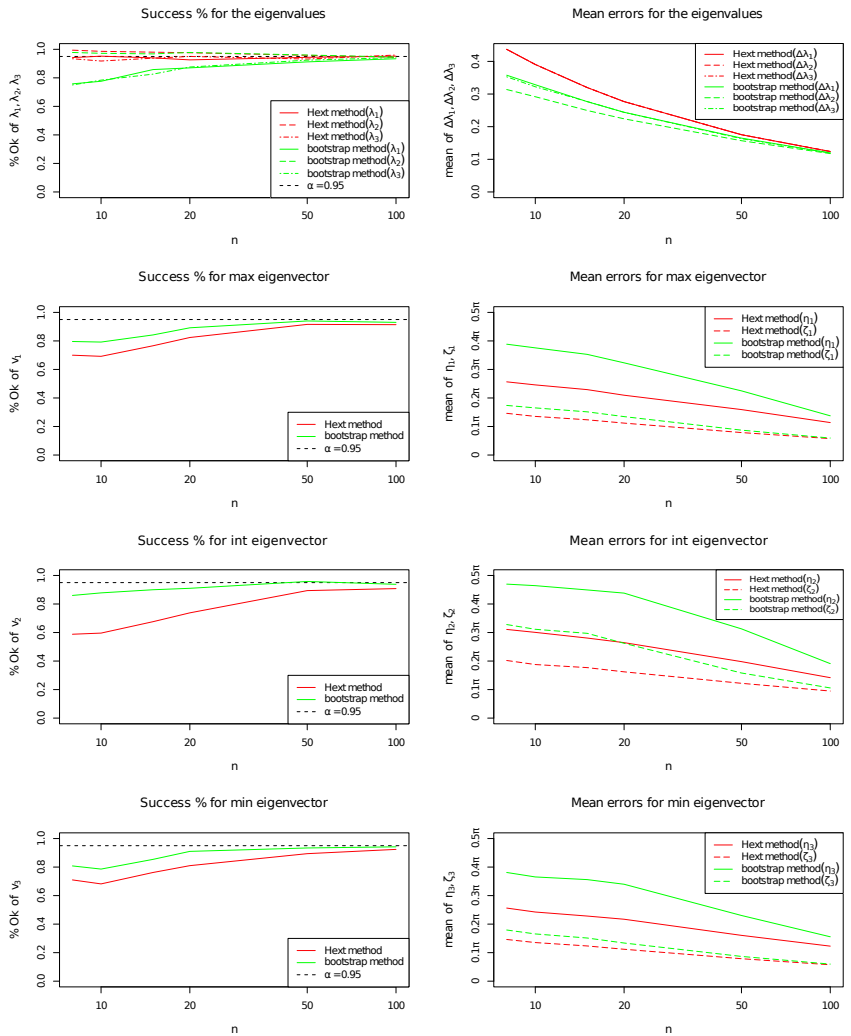 Success % for the eigenvalues
% Ok of λ1, λ2, λ3
1.0
0.8
0.6
0.4
0.2
0.0
Hext method(λ1)
Hext method(λ2)
Hext method(λ3)
bootstrap method(λ1)
bootstrap method(λ2)
bootstrap method(λ3)
α = 0.95
10 20 50 100
n
Mean errors for the eigenvalues
mean of Δλ1, Δλ2, Δλ3
0.4
0.3
0.2
0.1
0.0
Hext method(Δλ1)
Hext method(Δλ2)
Hext method(Δλ3)
bootstrap method(Δλ1)
bootstrap method(Δλ2)
bootstrap method(Δλ3)
10 20 50 100
n
Success % for max eigenvector
% Ok of v1
1.0
0.8
0.6
0.4
0.2
0.0
Hext method
bootstrap method
α = 0.95
10 20 50 100
n
Mean errors for max eigenvector
mean of η1, ζ1
0.5π
0.4π
0.3π
0.2π
0.1π
0
Hext method(η1)
Hext method(ζ1)
bootstrap method(η1)
bootstrap method(ζ1)
10 20 50 100
n
Success % for int eigenvector
% Ok of v2
1.0
0.8
0.6
0.4
0.2
0.0
Hext method
bootstrap method
α = 0.95
10 20 50 100
n
Mean errors for int eigenvector
mean of η2, ζ2
0.5π
0.4π
0.3π
0.2π
0.1π
0
Hext method(η2)
Hext method(ζ2)
bootstrap method(η2)
bootstrap method(ζ2)
10 20 50 100
n
Success % for min eigenvector
% Ok of v3
1.0
0.8
0.6
0.4
0.2
0.0
Hext method
bootstrap method
α = 0.95
10 20 50 100
n
Mean errors for min eigenvector
mean of η3, ζ3
0.5π
0.4π
0.3π
0.2π
0.1π
0
Hext method(η3)
Hext method(ζ3)
bootstrap method(η3)
bootstrap method(ζ3)
10 20 50 100
n